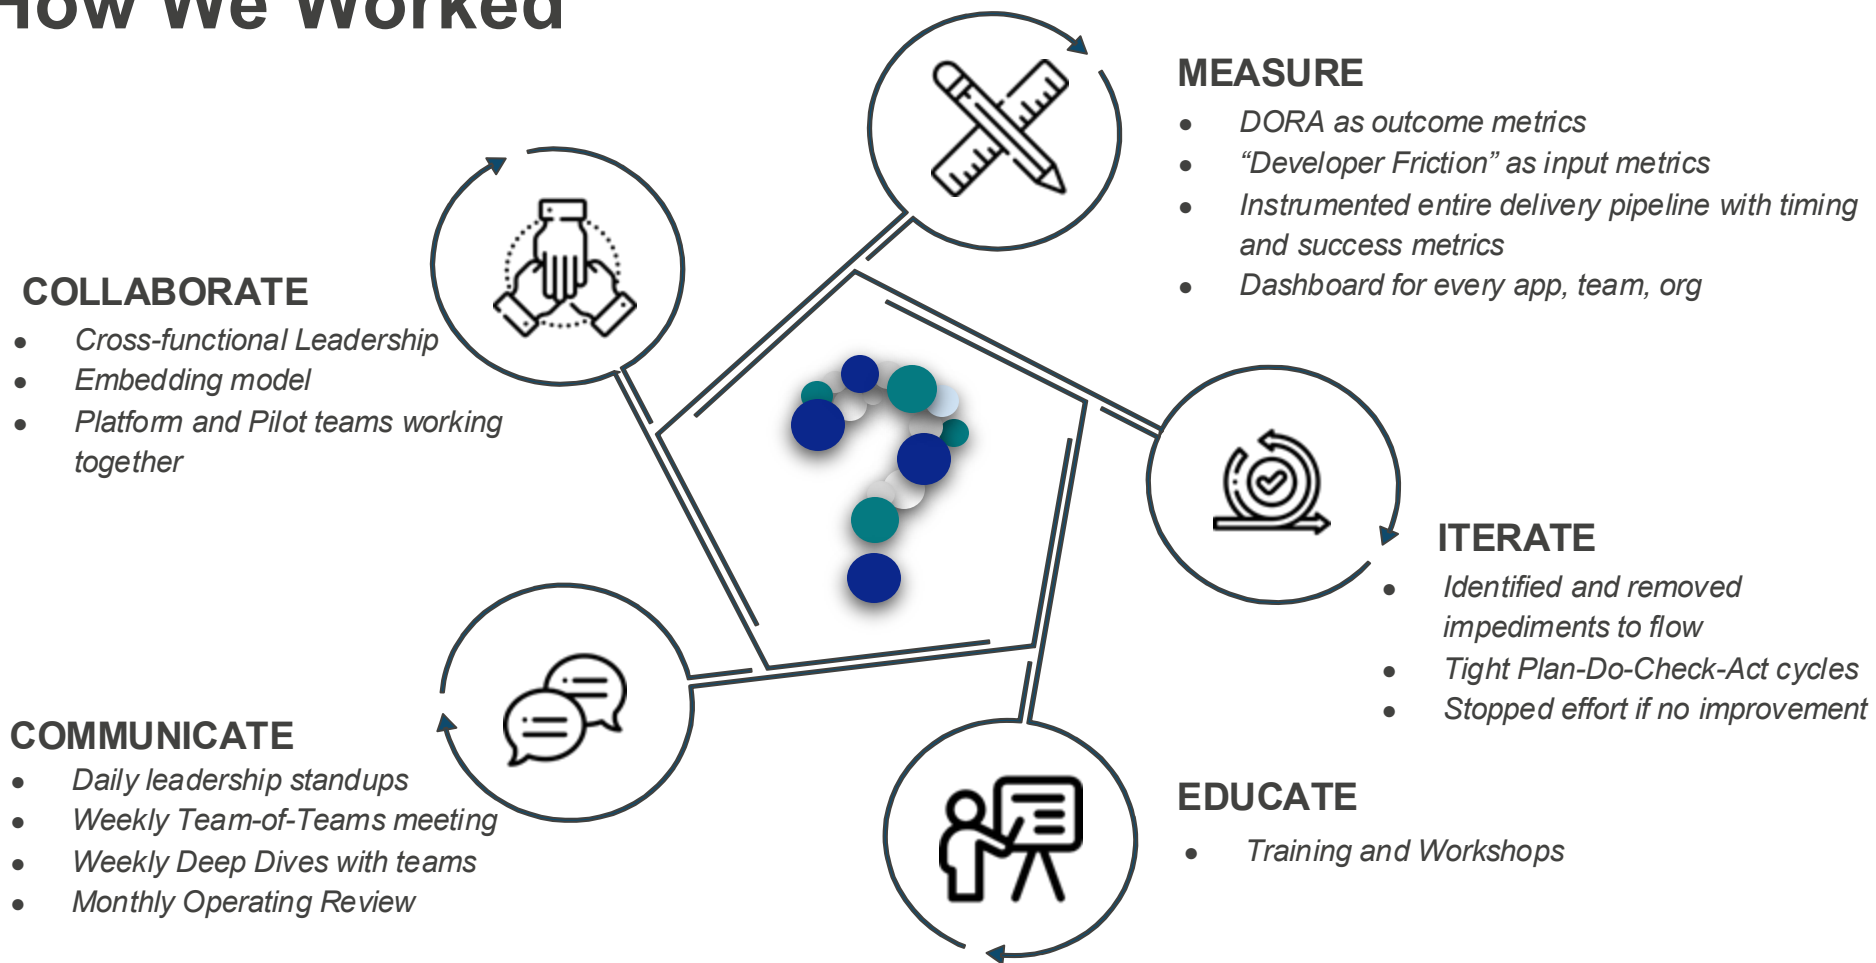 How We Worked
MEASURE
● DORA as outcome metrics
● “Developer Friction” as input metrics
● Instrumented entire delivery pipeline with timing
and success metrics
● Dashboard for every app, team, org
COLLABORATE
● Cross-functional Leadership
● Embedding model
● Platform and Pilot teams working
together
ITERATE
● Identified and removed
impediments to flow
● Tight Plan-Do-Check-Act cycles
● Stopped effort if no improvement
COMMUNICATE
● Daily leadership standups
● Weekly Team-of-Teams meeting
● Weekly Deep Dives with teams
● Monthly Operating Review
EDUCATE
● Training and Workshops